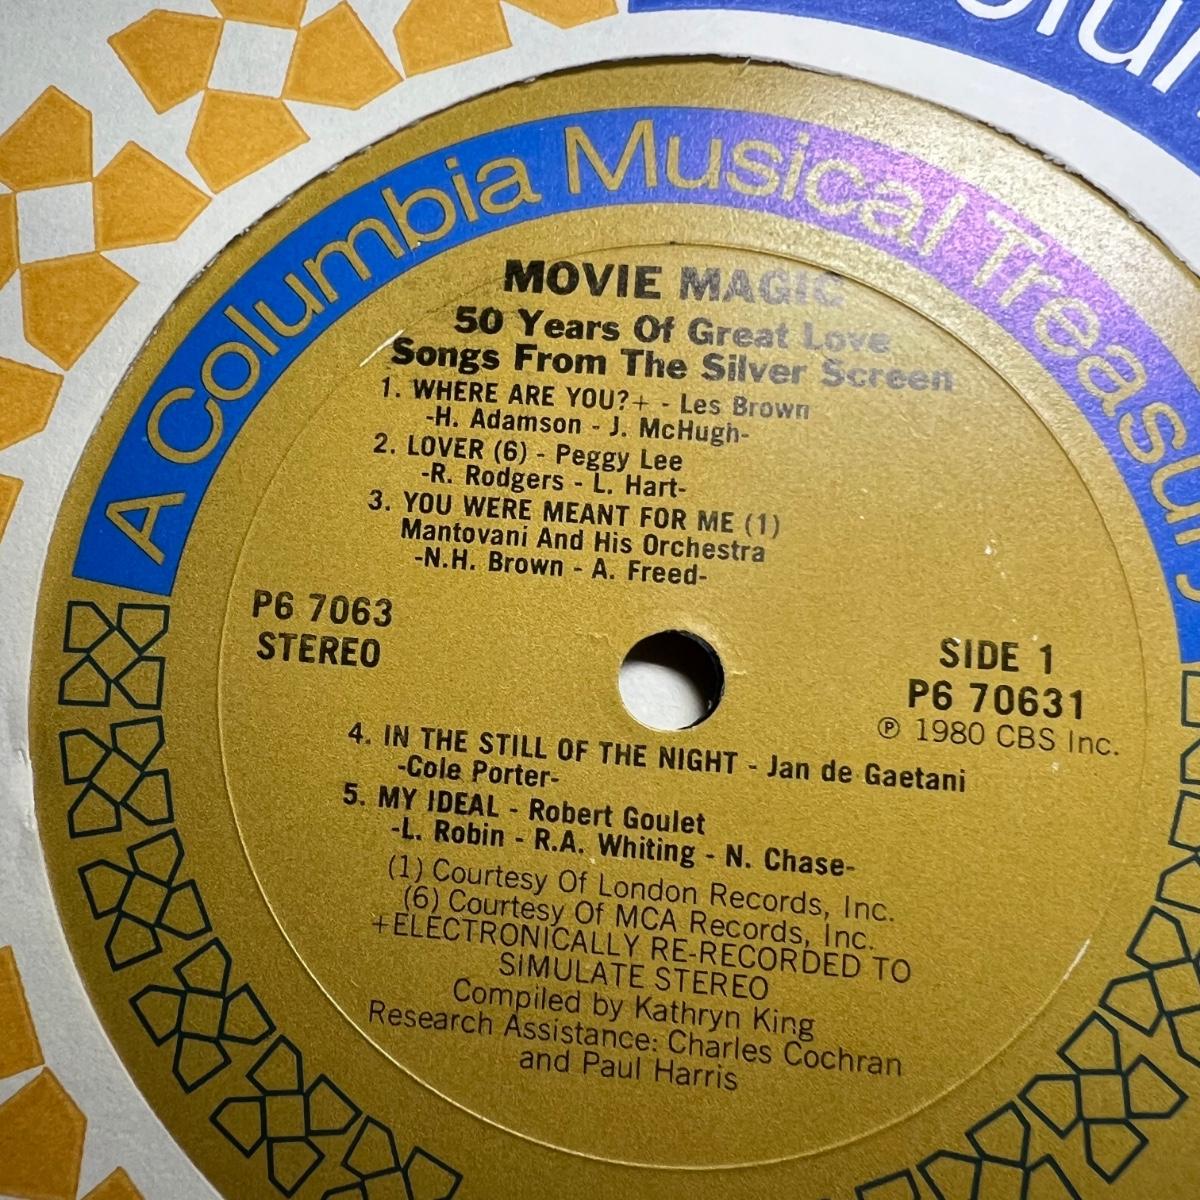 A Columbia Musical Treasury
MOVIE MAGIC
50 Years Of Great Love
Songs From The Silver Screen
1. WHERE ARE YOU?+ - Les Brown
-H. Adamson - J. McHugh-
2. LOVER (6) - Peggy Lee
-R. Rodgers - L. Hart-
3. YOU WERE MEANT FOR ME (1)
Mantovani And His Orchestra
-N.H. Brown - A. Freed-
P6 7063
STEREO
SIDE 1
P6 70631
℗ 1980 CBS Inc.
4. IN THE STILL OF THE NIGHT - Jan de Gaetani
-Cole Porter-
5. MY IDEAL - Robert Goulet
-L. Robin - R.A. Whiting - N. Chase-
(1) Courtesy Of London Records, Inc.
(6) Courtesy Of MCA Records, Inc.
+ELECTRONICALLY RE-RECORDED TO
SIMULATE STEREO
Compiled by Kathryn King
Research Assistance: Charles Cochran
and Paul Harris